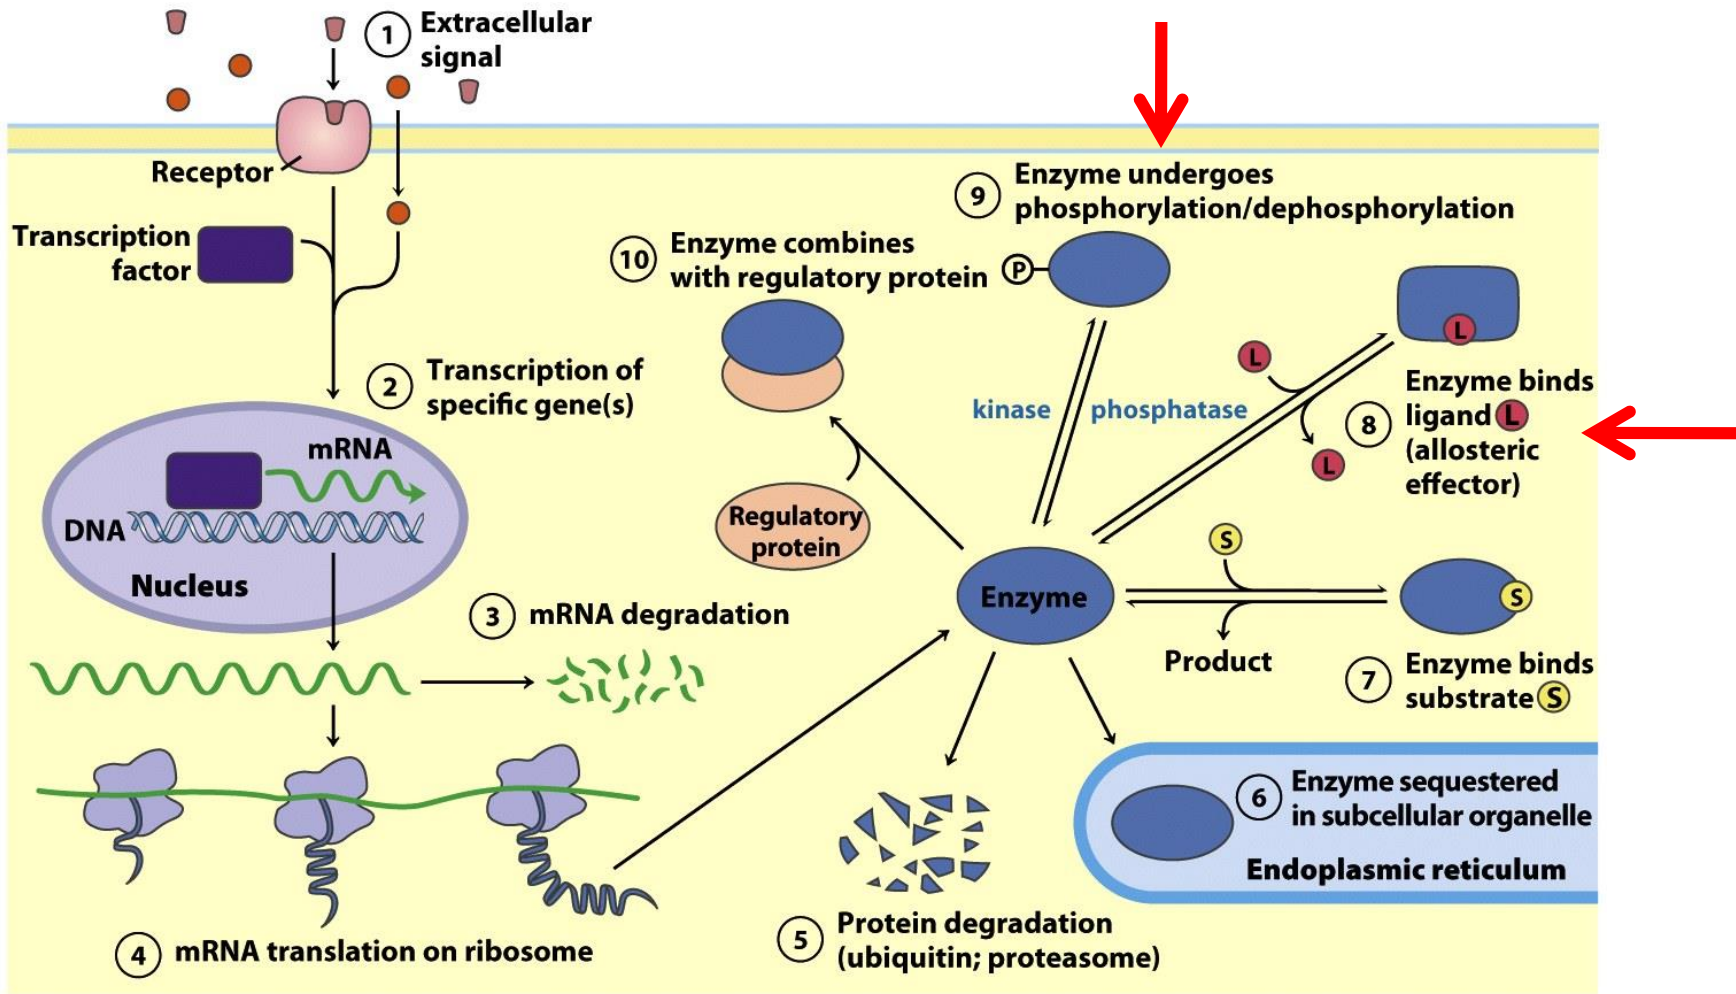 1 Extracellular
signal
Receptor
Transcription
factor
2 Transcription of
specific gene(s)
mRNA
DNA
Nucleus
3 mRNA degradation
4 mRNA translation on ribosome
Enzyme
5 Protein degradation
(ubiquitin; proteasome)
6 Enzyme sequestered
in subcellular organelle
Endoplasmic reticulum
S
S
Product
7 Enzyme binds
substrate S
L
L
L
8 Enzyme binds
ligand L
(allosteric
effector)
9 Enzyme undergoes
phosphorylation/dephosphorylation
P
kinase phosphatase
10 Enzyme combines
with regulatory protein
Regulatory
protein